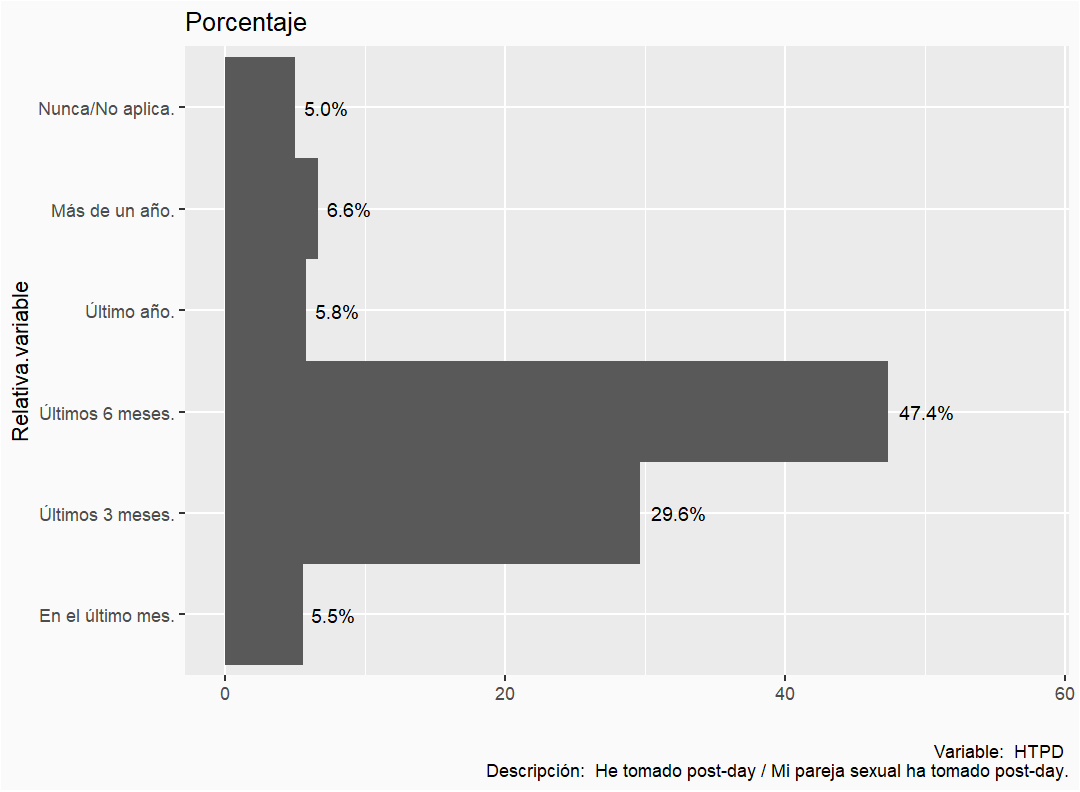 Porcentaje
Relativa.variable
Nunca/No aplica.
5.0%
Más de un año.
6.6%
Último año.
5.8%
Últimos 6 meses.
47.4%
Últimos 3 meses.
29.6%
En el último mes.
5.5%
0 20 40 60
Variable: HTPD
Descripción: He tomado post-day / Mi pareja sexual ha tomado post-day.